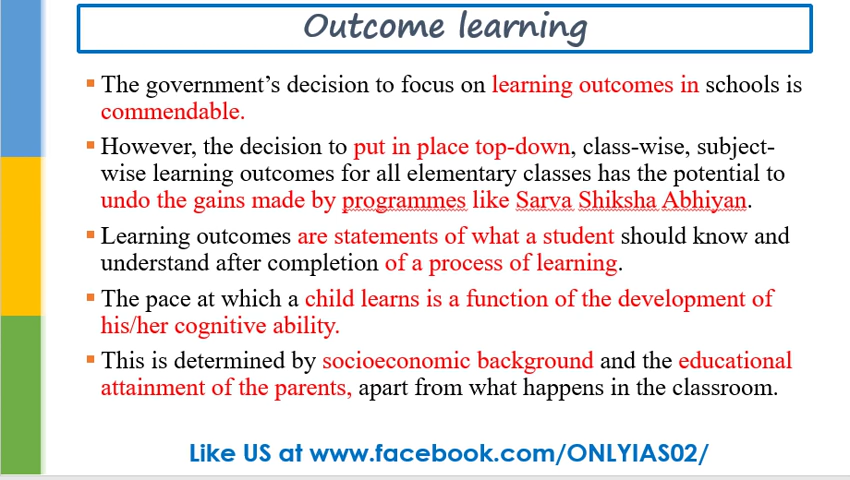 Outcome learning
The government's decision to focus on learning outcomes in schools is
commendable.
However, the decision to put in place top-down, class-wise, subject-
wise learning outcomes for all elementary classes has the potential to
undo the gains made by programmes like Sarva Shiksha Abhiyan.
Learning outcomes are statements of what a student should know and
understand after completion of a process of learning.
The pace at which a child learns is a function of the development of
his/her cognitive ability.
This is determined by socioeconomic background and the educational
attainment of the parents, apart from what happens in the classroom.
Like US at www.facebook.com/ONLYIAS02/